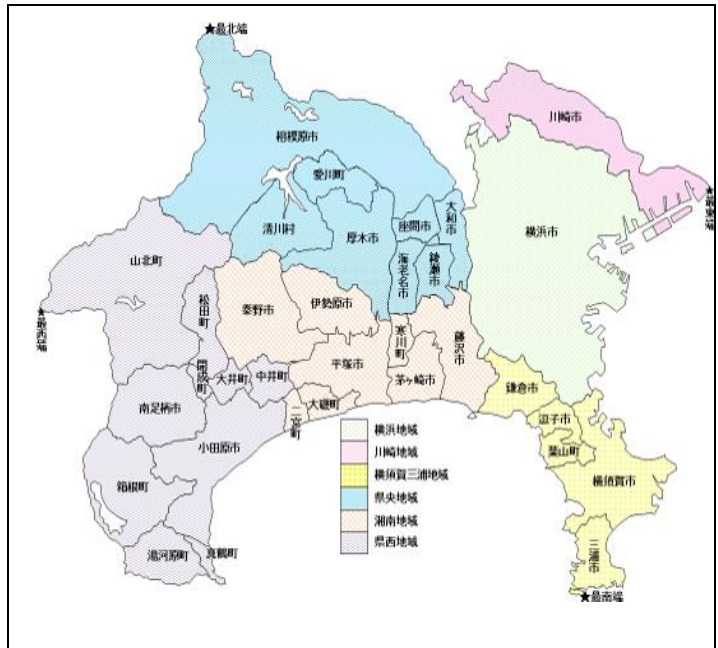 ★最北端
川崎市
相模原市
愛川町
★最東端
大和市
座間市
清川村
厚木市
横浜市
海老名市
綾瀬市
山北町
松田町
秦野市
伊勢原市
★最西端
寒川町
藤沢市
開成町
大井町
中井町
平塚市
茅ヶ崎市
鎌倉市
南足柄市
二宮町
大磯町
逗子市
小田原市
葉山町
箱根町
横須賀市
湯河原町
真鶴町
三浦市
★最南端
横浜地域
川崎地域
横須賀三浦地域
県央地域
湘南地域
県西地域